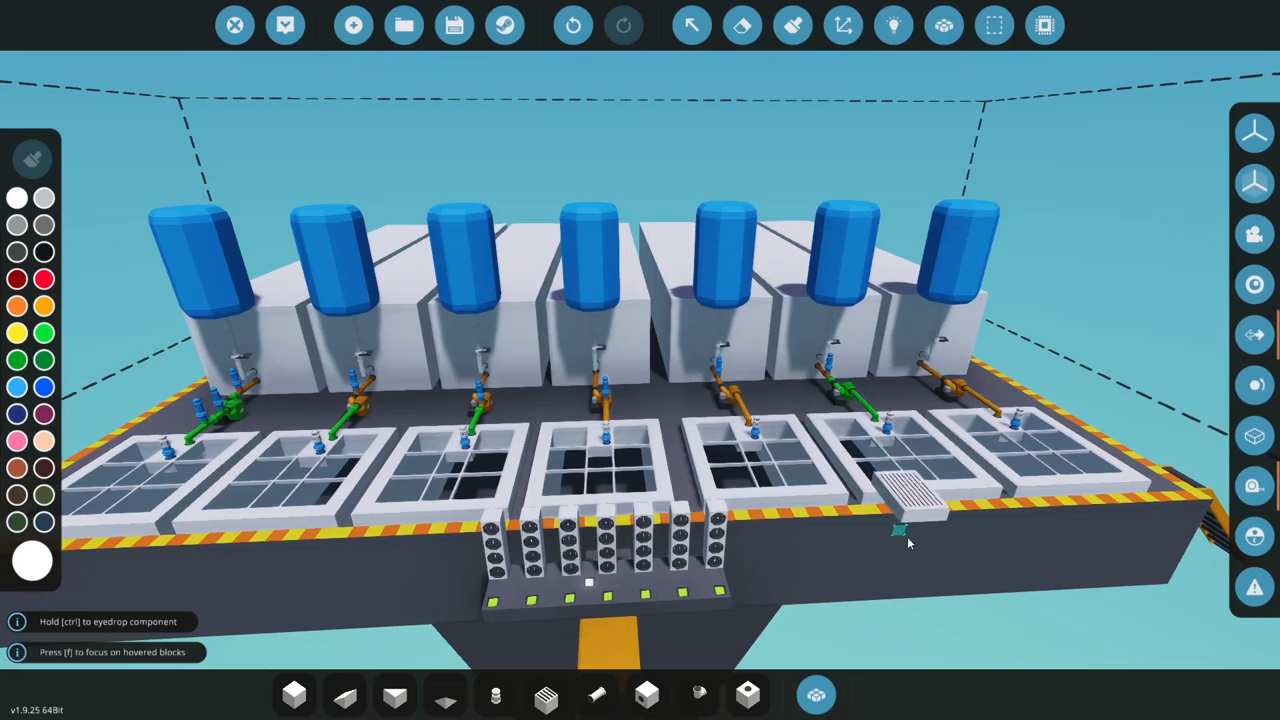 Hold [ctrl] to eyedrop component
Press [f] to focus on hovered blocks
v1.9.25 64Bit